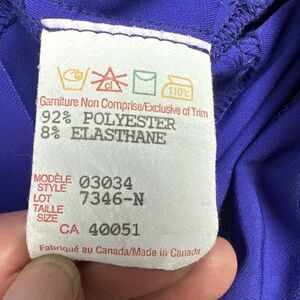 cl
110°C
Garniture Non Comprise/Exclusive of Trim
92% POLYESTER
8% ELASTHANE
MODÈLE
STYLE 03034
LOT 7346-N
TAILLE
SIZE
CA 40051
Fabriqué au Canada/Made in Canada